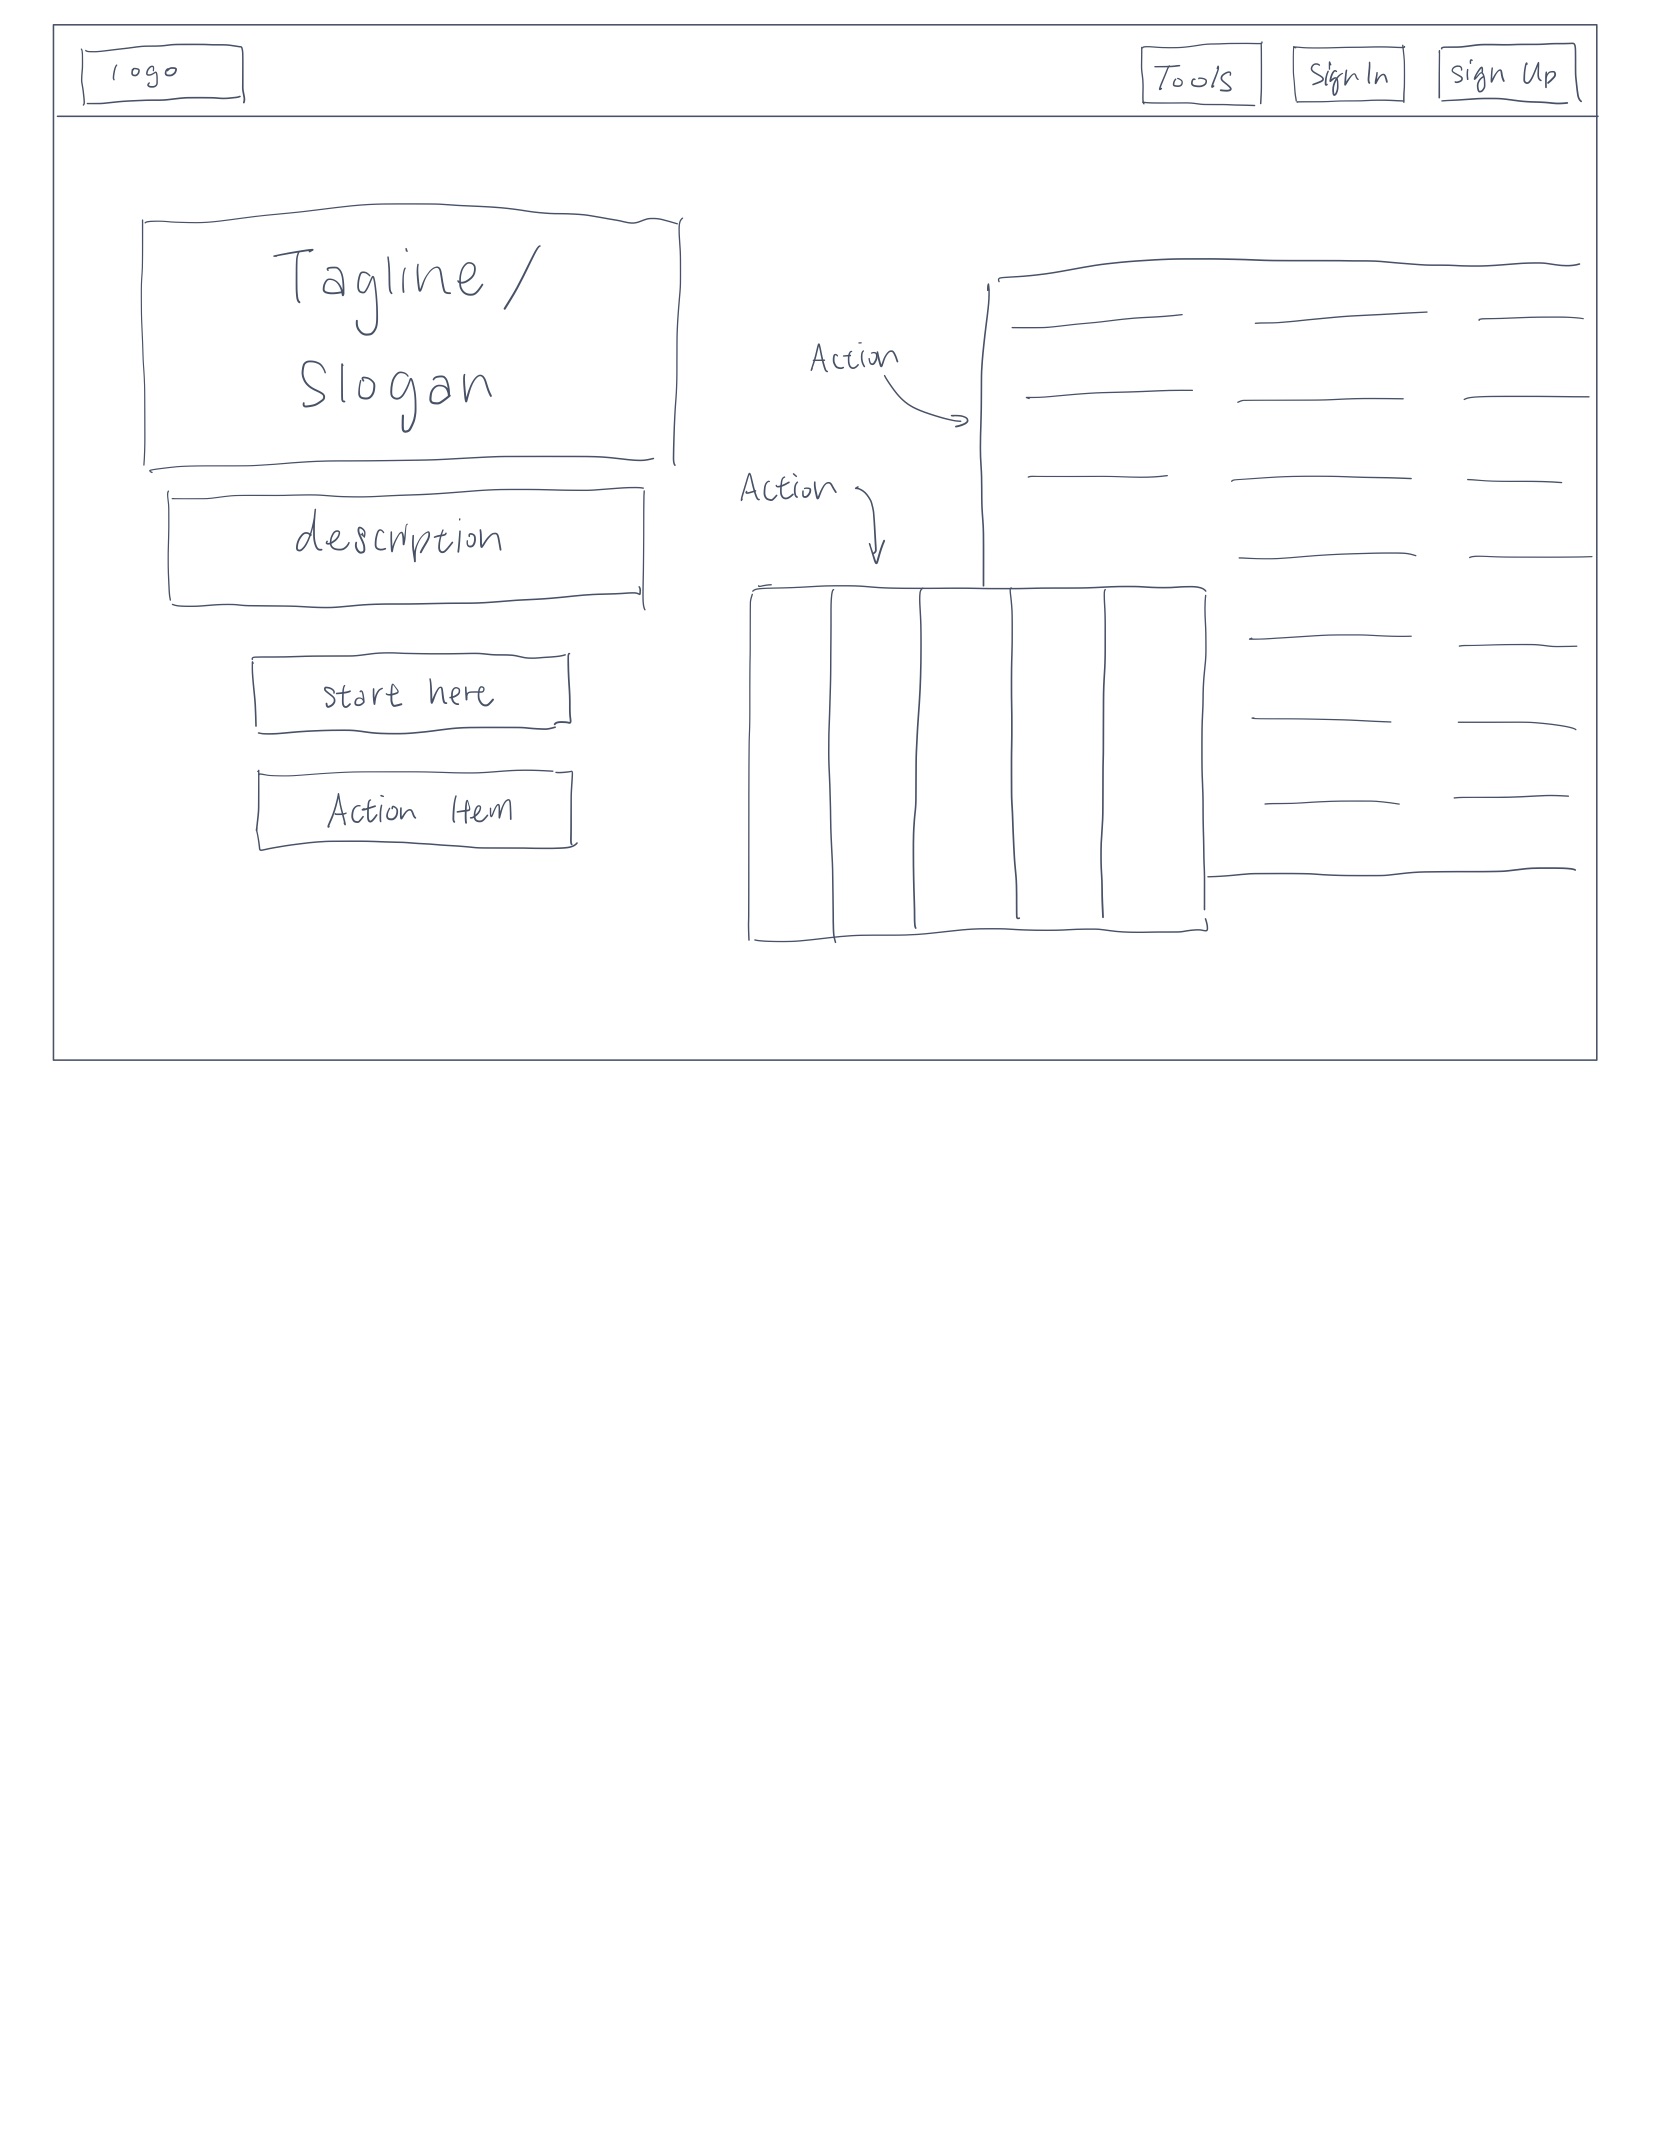 logo
Tools
Sign In
Sign Up
Tagline /
Slogan
Action
Action
description
start here
Action Item